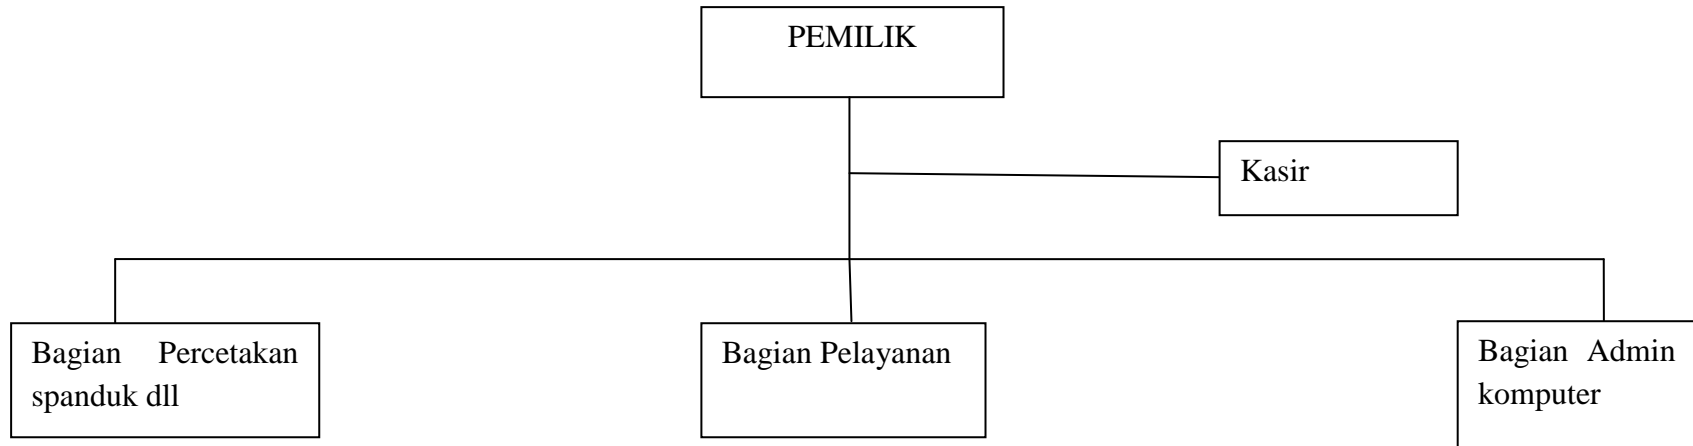 PEMILIK
Kasir
Bagian Percetakan
spanduk dll
Bagian Pelayanan
Bagian Admin
komputer